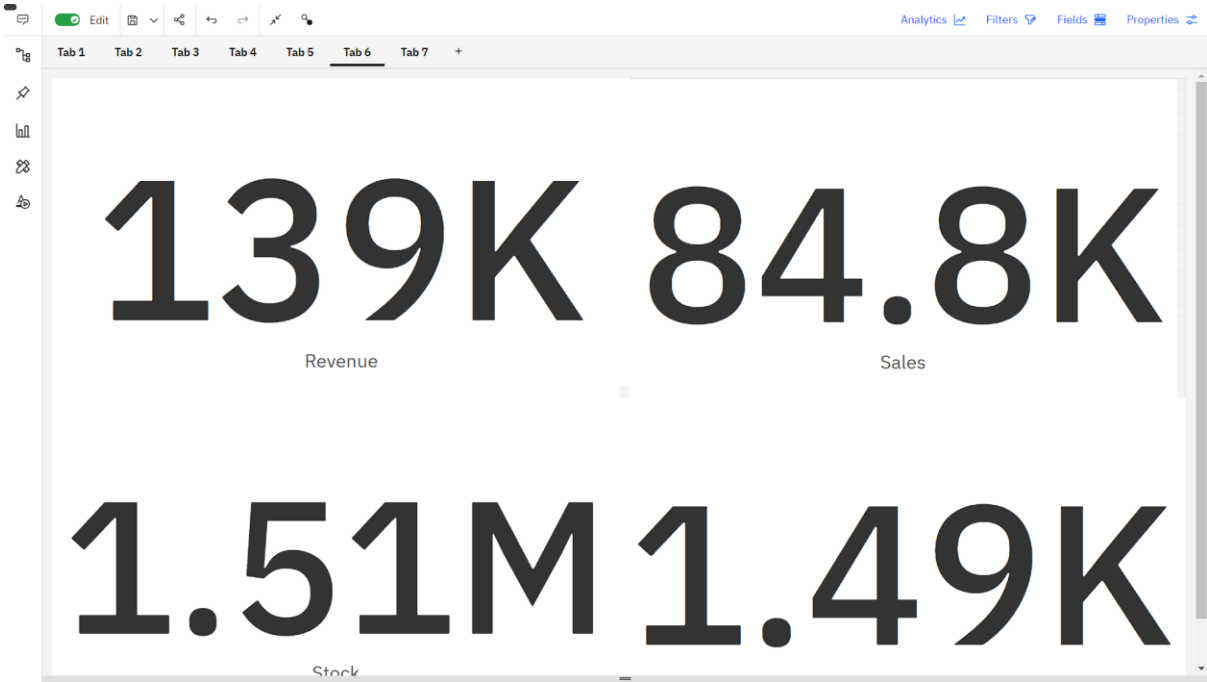 Edit
Analytics Filters Fields Properties
Tab 1 Tab 2 Tab 3 Tab 4 Tab 5 Tab 6 Tab 7 +
139K 84.8K
Revenue Sales
1.51M 1.49K
Stock